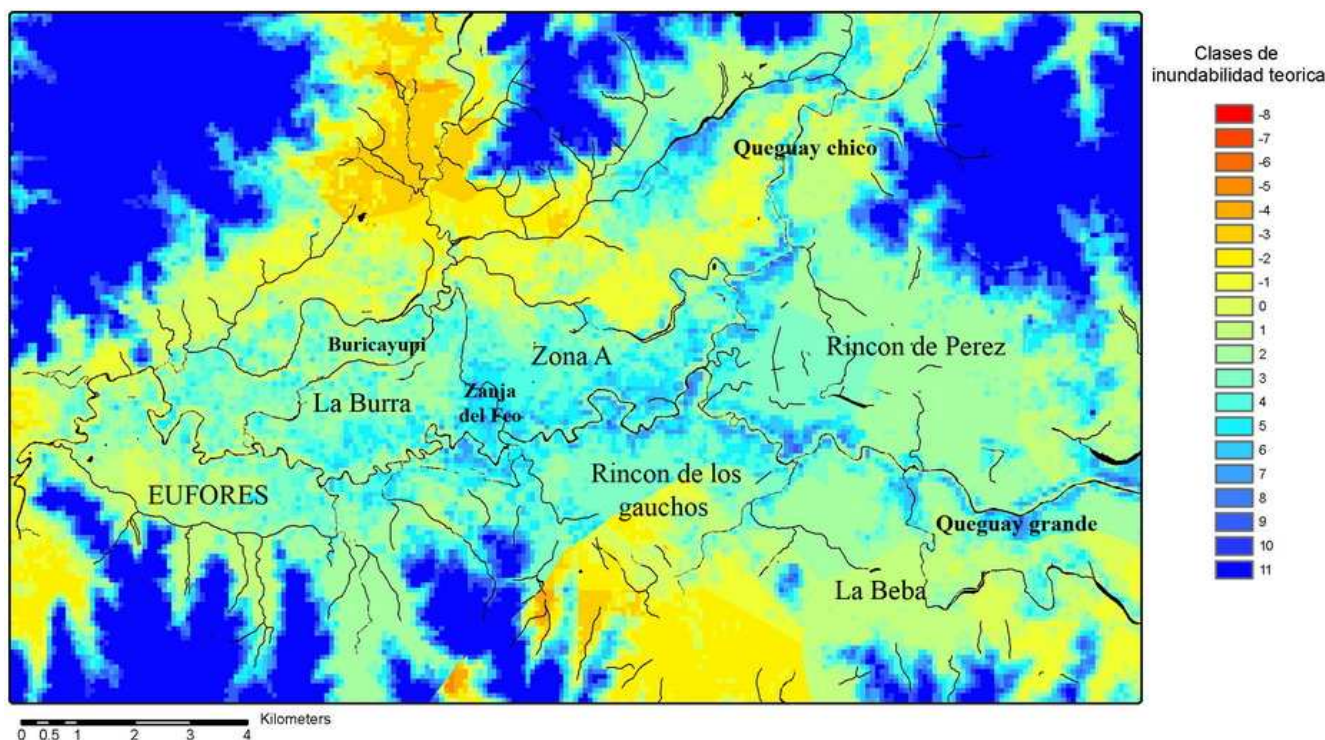 Clases de
inundabilidad teorica
-8
-7
-6
-5
-4
-3
-2
-1
0
1
2
3
4
5
6
7
8
9
10
11
Queguay chico
Buricayupi
Zona A
Rincon de Perez
La Burra
Zanja
del Feo
EUFORES
Rincon de los
gauchos
Queguay grande
La Beba
Kilometers
0 0.5 1 2 3 4